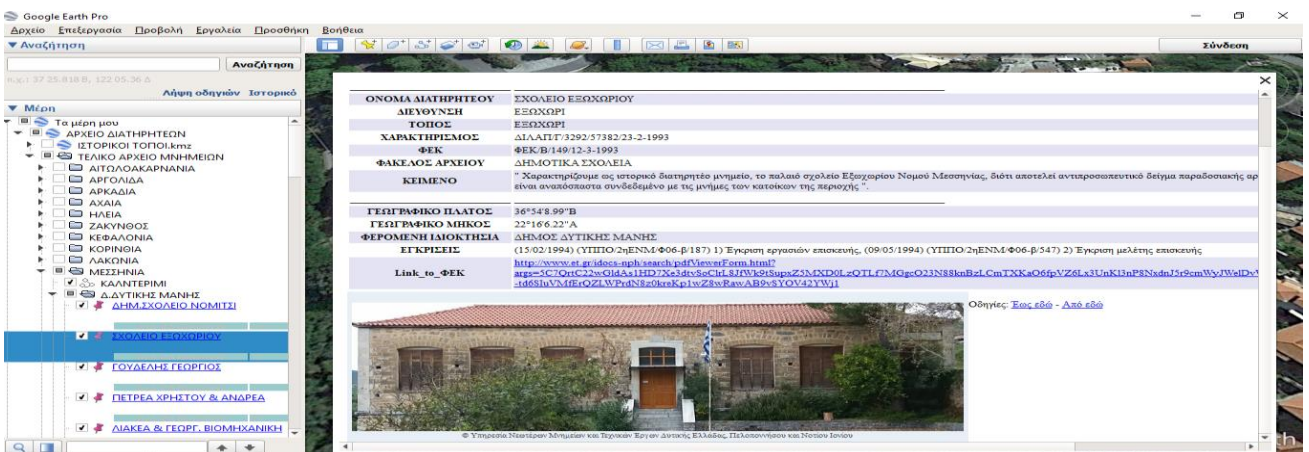 Google Earth Pro
Αρχείο Επεξεργασία Προβολή Εργαλεία Προσθήκη Βοήθεια
▼ Αναζήτηση
Σύνδεση
Αναζήτηση
π.χ.: 37 25.818 Β, 122 05.36 Δ
Λήψη οδηγιών Ιστορικό
▼ Μέρη
Τα μέρη μου
ΑΡΧΕΙΟ ΔΙΑΤΗΡΗΤΕΩΝ
ΙΣΤΟΡΙΚΟΙ ΤΟΠΟΙ.kmz
ΤΕΛΙΚΟ ΑΡΧΕΙΟ ΜΝΗΜΕΙΩΝ
ΑΙΤΩΛΟΑΚΑΡΝΑΝΙΑ
ΑΡΓΟΛΙΔΑ
ΑΡΚΑΔΙΑ
ΑΧΑΙΑ
ΗΛΕΙΑ
ΖΑΚΥΝΘΟΣ
ΚΕΦΑΛΟΝΙΑ
ΚΟΡΙΝΘΙΑ
ΛΑΚΩΝΙΑ
ΜΕΣΣΗΝΙΑ
ΚΑΛΝΤΕΡΙΜΙ
Δ.ΔΥΤΙΚΗΣ ΜΑΝΗΣ
ΔΗΜ.ΣΧΟΛΕΙΟ ΝΟΜΙΤΣΙ
ΣΧΟΛΕΙΟ ΕΞΩΧΩΡΙΟΥ
ΓΟΥΔΕΛΗΣ ΓΕΩΡΓΙΟΣ
ΠΕΤΡΕΑ ΧΡΗΣΤΟΥ & ΑΝΔΡΕΑ
ΛΙΑΚΕΑ & ΓΕΩΡΓ. ΒΙΟΜΗΧΑΝΙΚΗ
ΟΝΟΜΑ ΔΙΑΤΗΡΗΤΕΟΥ ΣΧΟΛΕΙΟ ΕΞΩΧΩΡΙΟΥ
ΔΙΕΥΘΥΝΣΗ ΕΞΩΧΩΡΙ
ΤΟΠΟΣ ΕΞΩΧΩΡΙ
ΧΑΡΑΚΤΗΡΙΣΜΟΣ ΔΙΛΑΠ/Γ/3292/57382/23-2-1993
ΦΕΚ ΦΕΚ/Β/149/12-3-1993
ΦΑΚΕΛΟΣ ΑΡΧΕΙΟΥ ΔΗΜΟΤΙΚΑ ΣΧΟΛΕΙΑ
ΚΕΙΜΕΝΟ " Χαρακτηρίζουμε ως ιστορικό διατηρητέο μνημείο, το παλαιό σχολείο Εξωχωρίου Νομού Μεσσηνίας, διότι αποτελεί αντιπροσωπευτικό δείγμα παραδοσιακής αρ
είναι αναπόσπαστα συνδεδεμένο με τις μνήμες των κατοίκων της περιοχής ".
ΓΕΩΓΡΑΦΙΚΟ ΠΛΑΤΟΣ 36°54'8.99"Β
ΓΕΩΓΡΑΦΙΚΟ ΜΗΚΟΣ 22°16'6.22"Α
ΦΕΡΟΜΕΝΗ ΙΔΙΟΚΤΗΣΙΑ ΔΗΜΟΣ ΔΥΤΙΚΗΣ ΜΑΝΗΣ
ΕΓΚΡΙΣΕΙΣ (15/02/1994) (ΥΠΠΟ/2ηΕΝΜ/Φ06-β/187) 1) Έγκριση εργασιών επισκευής, (09/05/1994) (ΥΠΠΟ/2ηΕΝΜ/Φ06-β/547) 2) Έγκριση μελέτης επισκευής
Link_to_ΦΕΚ http://www.et.gr/idocs-nph/search/pdfViewerForm.html?
Οδηγίες: Έως εδώ - Από εδώ
© Υπηρεσία Νεωτέρων Μνημείων και Τεχνικών Έργων Δυτικής Ελλάδας, Πελοποννήσου και Νοτίου Ιονίου